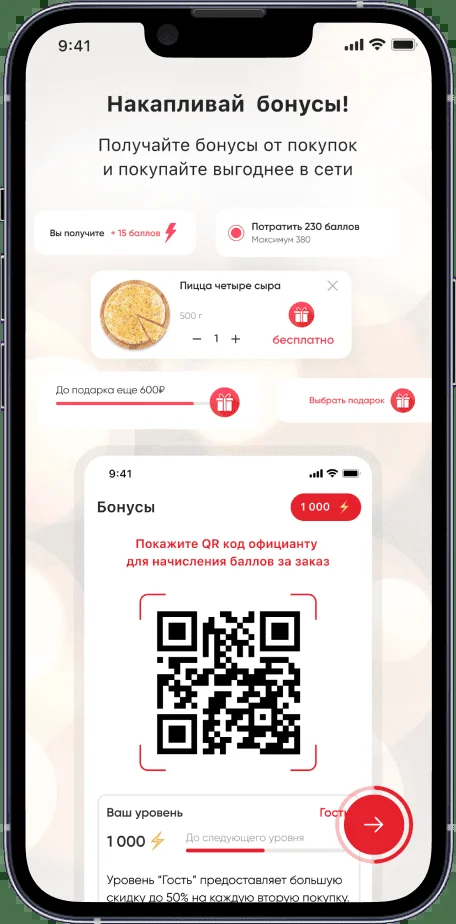 9:41
Накапливай бонусы!
Получайте бонусы от покупок
и покупайте выгоднее в сети
Вы получите + 15 баллов
Потратить 230 баллов
Максимум 380
Пицца четыре сыра
500 г
1
бесплатно
До подарка еще 600₽
Выбрать подарок
9:41
Бонусы
1 000
Покажите QR код официанту
для начисления баллов за заказ
Ваш уровень
Гость
1 000
До следующего уровня
Уровень “Гость” предоставляет большую
скидку до 50% на каждую вторую покупку.